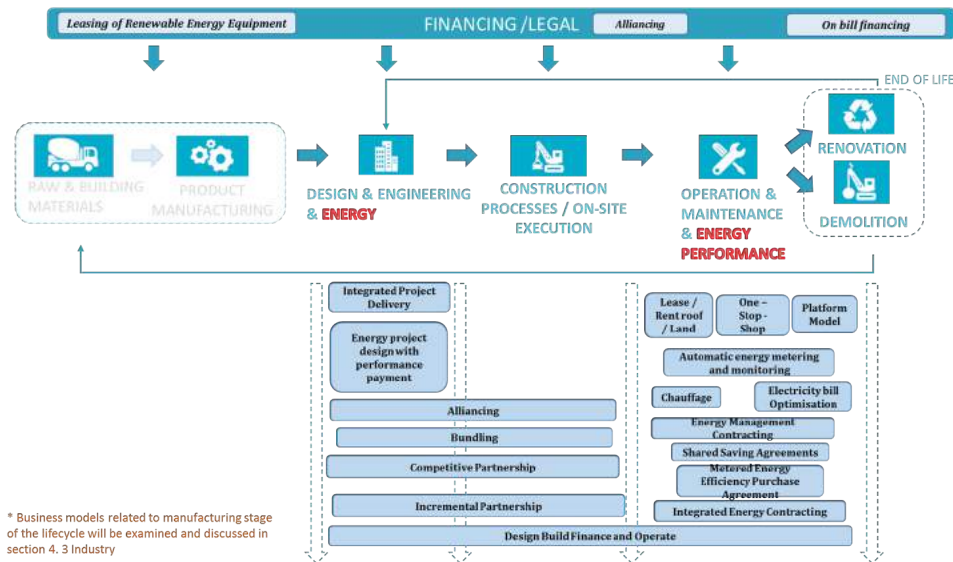 Leasing of Renewable Energy Equipment
FINANCING /LEGAL
Alliancing
On bill financing
END OF LIFE
RAW & BUILDING
MATERIALS
PRODUCT
MANUFACTURING
DESIGN & ENGINEERING
& ENERGY
CONSTRUCTION
PROCESSES / ON-SITE
EXECUTION
OPERATION &
MAINTENANCE
& ENERGY
PERFORMANCE
RENOVATION
DEMOLITION
Integrated Project
Delivery
Energy project
design with
performance
payment
Alliancing
Bundling
Competitive Partnership
Incremental Partnership
Lease /
Rent roof
/ Land
One –
Stop -
Shop
Platform
Model
Automatic energy metering
and monitoring
Chauffage
Electricity bill
Optimisation
Energy Management
Contracting
Shared Saving Agreements
Metered Energy
Efficiency Purchase
Agreement
Integrated Energy Contracting
Design Build Finance and Operate
* Business models related to manufacturing stage
of the lifecycle will be examined and discussed in
section 4. 3 Industry